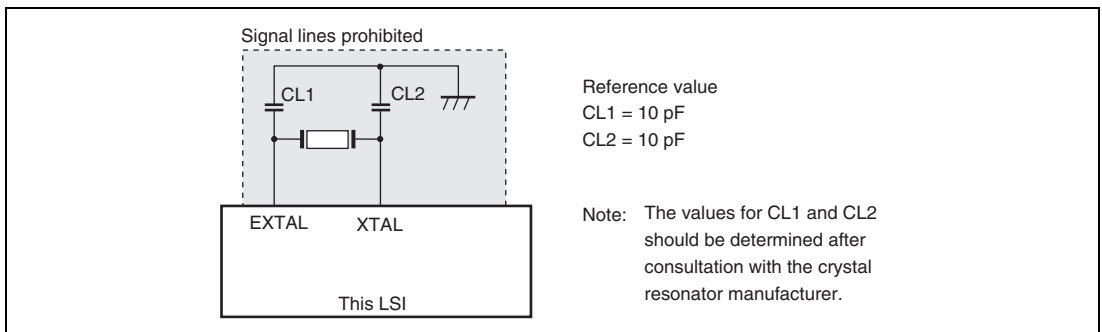 Signal lines prohibited
CL1
CL2
EXTAL
XTAL
This LSI
Reference value
CL1 = 10 pF
CL2 = 10 pF
Note: The values for CL1 and CL2
should be determined after
consultation with the crystal
resonator manufacturer.